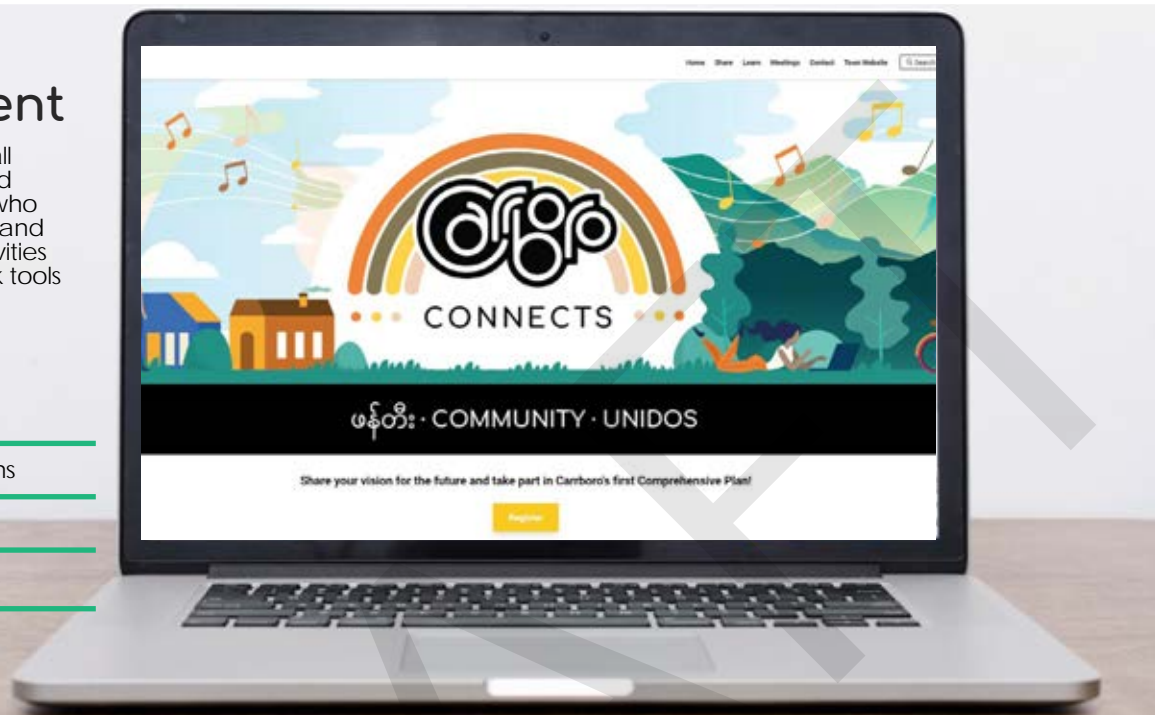 ent
all
d
who
and
vities
k tools
ns
Home Share Learn Meetings Contact Town Website Search
Carrboro
CONNECTS
ဖန်တီး · COMMUNITY · UNIDOS
Share your vision for the future and take part in Carrboro's first Comprehensive Plan!
Register